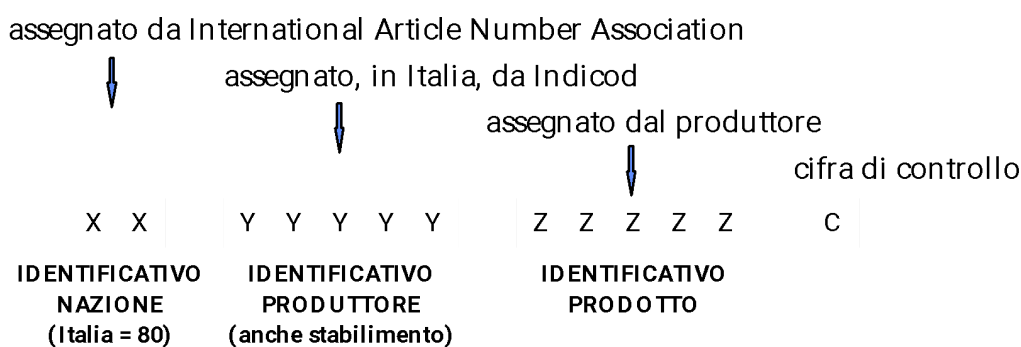 assegnato da International Article Number Association
assegnato, in Italia, da Indicod
assegnato dal produttore
cifra di controllo
X X Y Y Y Y Y Z Z Z Z Z C
IDENTIFICATIVO NAZIONE (Italia = 80)
IDENTIFICATIVO PRODUTTORE (anche stabilimento)
IDENTIFICATIVO PRODOTTO